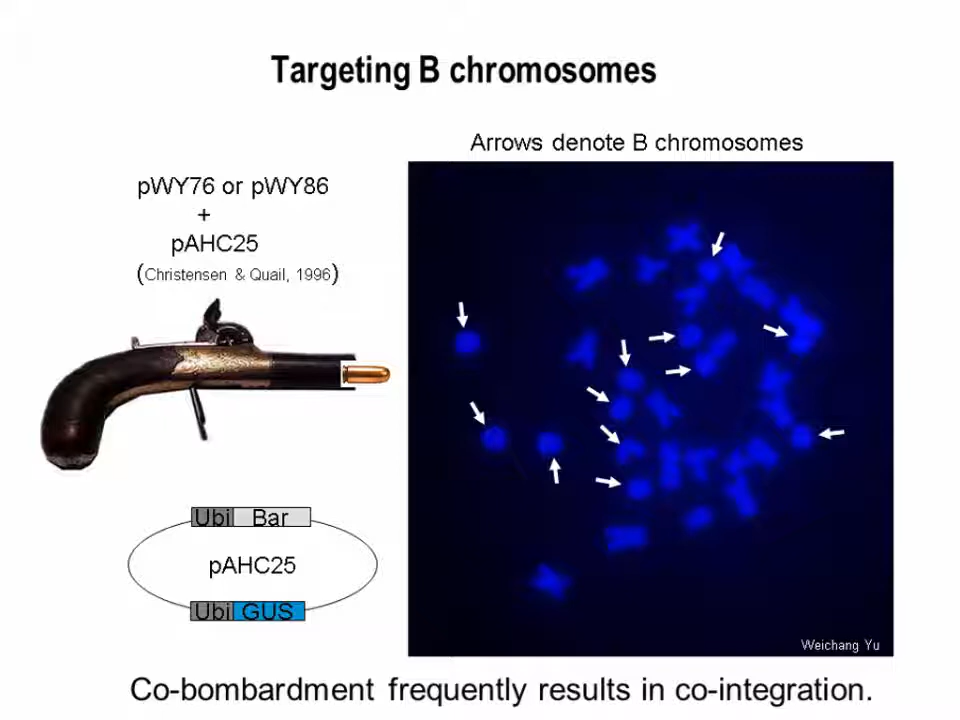 Targeting B chromosomes
Arrows denote B chromosomes
pWY76 or pWY86
+
pAHC25
(Christensen & Quail, 1996)
Ubi Bar
pAHC25
Ubi GUS
Weichang Yu
Co-bombardment frequently results in co-integration.